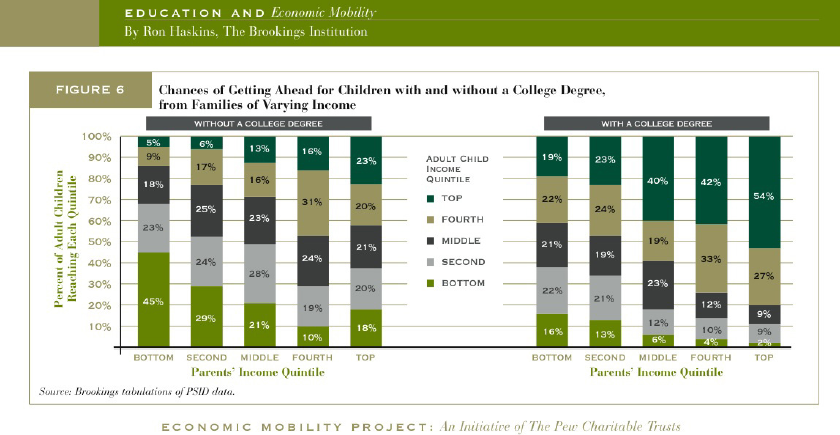 EDUCATION AND Economic Mobility
By Ron Haskins, The Brookings Institution
FIGURE 6
Chances of Getting Ahead for Children with and without a College Degree,
from Families of Varying Income
WITHOUT A COLLEGE DEGREE
Percent of Adult Children
Reaching Each Quintile
100%
90%
80%
70%
60%
50%
40%
30%
20%
10%
5%
9%
18%
23%
45%
6%
17%
25%
24%
29%
13%
16%
23%
28%
21%
16%
31%
24%
19%
10%
23%
20%
21%
20%
18%
BOTTOM SECOND MIDDLE FOURTH TOP
Parents' Income Quintile
ADULT CHILD
INCOME
QUINTILE
TOP
FOURTH
MIDDLE
SECOND
BOTTOM
WITH A COLLEGE DEGREE
19%
22%
21%
22%
16%
23%
24%
19%
21%
13%
40%
19%
23%
12%
6%
42%
33%
12%
10%
4%
54%
27%
9%
9%
2%
BOTTOM SECOND MIDDLE FOURTH TOP
Parents' Income Quintile
Source: Brookings tabulations of PSID data.
ECONOMIC MOBILITY PROJECT: An Initiative of The Pew Charitable Trusts